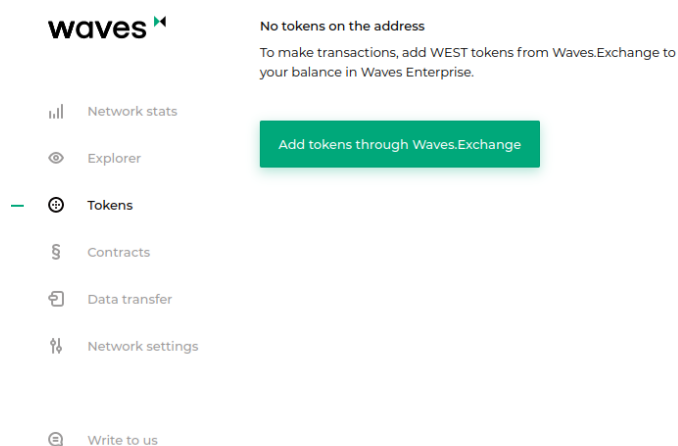 waves
No tokens on the address
To make transactions, add WEST tokens from Waves.Exchange to
your balance in Waves Enterprise.
Add tokens through Waves.Exchange
Network stats
Explorer
Tokens
Contracts
Data transfer
Network settings
Write to us